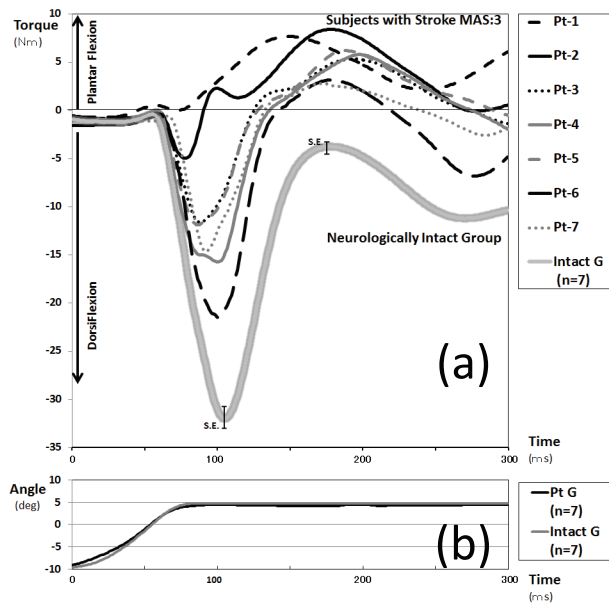 Torque
(Nm)
Plantar Flexion
DorsiFlexion
10
5
0
-5
-10
-15
-20
-25
-30
-35
Subjects with Stroke MAS:3
S.E.
Neurologically Intact Group
S.E.
(a)
0
100
200
300
Time
(ms)
Pt-1
Pt-2
Pt-3
Pt-4
Pt-5
Pt-6
Pt-7
Intact G
(n=7)
Angle
(deg)
10
5
0
-5
-10
(b)
0
100
200
300
Time
(ms)
Pt G
(n=7)
Intact G
(n=7)